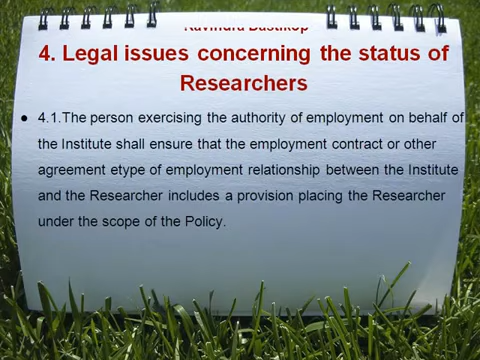 Ravindra Dastikop
4. Legal issues concerning the status of
Researchers
● 4.1.The person exercising the authority of employment on behalf of
the Institute shall ensure that the employment contract or other
agreement etype of employment relationship between the Institute
and the Researcher includes a provision placing the Researcher
under the scope of the Policy.